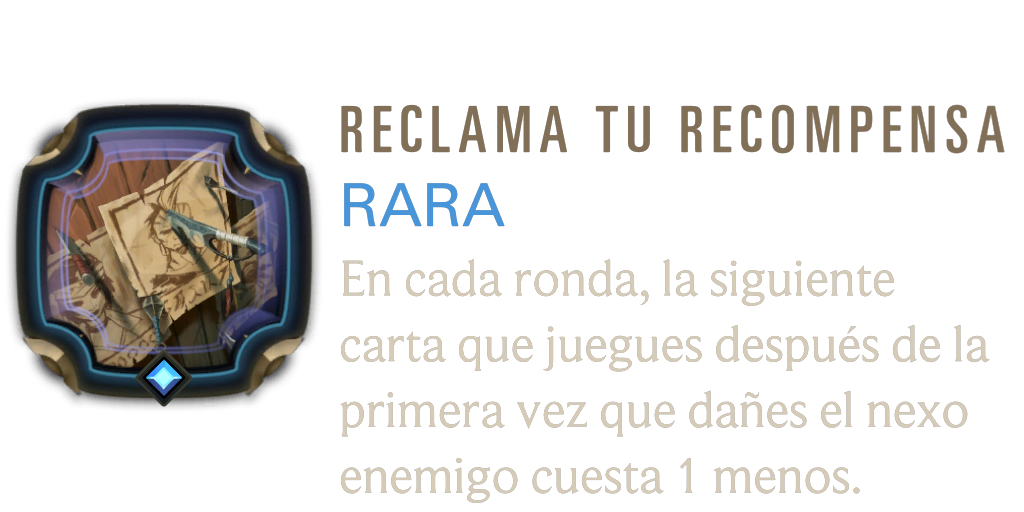 RECLAMA TU RECOMPENSA
RARA
En cada ronda, la siguiente
carta que juegues después de la
primera vez que dañes el nexo
enemigo cuesta 1 menos.